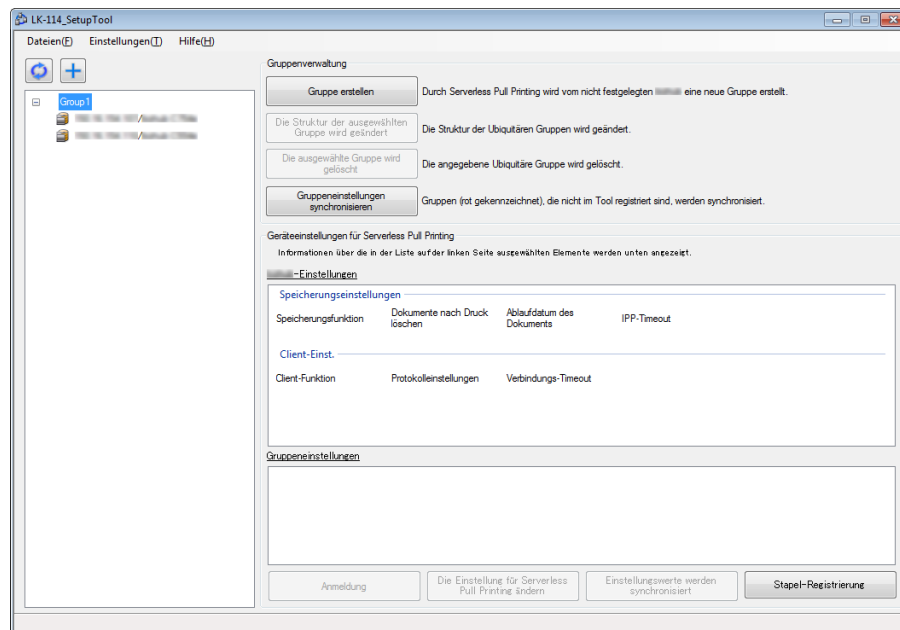 LK-114_SetupTool
Dateien(F) Einstellungen(T) Hilfe(H)
Group1
Gruppenverwaltung
Gruppe erstellen
Durch Serverless Pull Printing wird vom nicht festgelegten eine neue Gruppe erstellt.
Die Struktur der ausgewählten
Gruppe wird geändert
Die Struktur der Ubiquitären Gruppen wird geändert.
Die ausgewählte Gruppe wird
gelöscht
Die angegebene Ubiquitäre Gruppe wird gelöscht.
Gruppeneinstellungen
synchronisieren
Gruppen (rot gekennzeichnet), die nicht im Tool registriert sind, werden synchronisiert.
Geräteeinstellungen für Serverless Pull Printing
Informationen über die in der Liste auf der linken Seite ausgewählten Elemente werden unten angezeigt.
-Einstellungen
Speicherungseinstellungen
Speicherungsfunktion
Dokumente nach Druck
löschen
Ablaufdatum des
Dokuments
IPP-Timeout
Client-Einst.
Client-Funktion
Protokolleinstellungen
Verbindungs-Timeout
Gruppeneinstellungen
Anmeldung
Die Einstellung für Serverless
Pull Printing ändern
Einstellungswerte werden
synchronisiert
Stapel-Registrierung